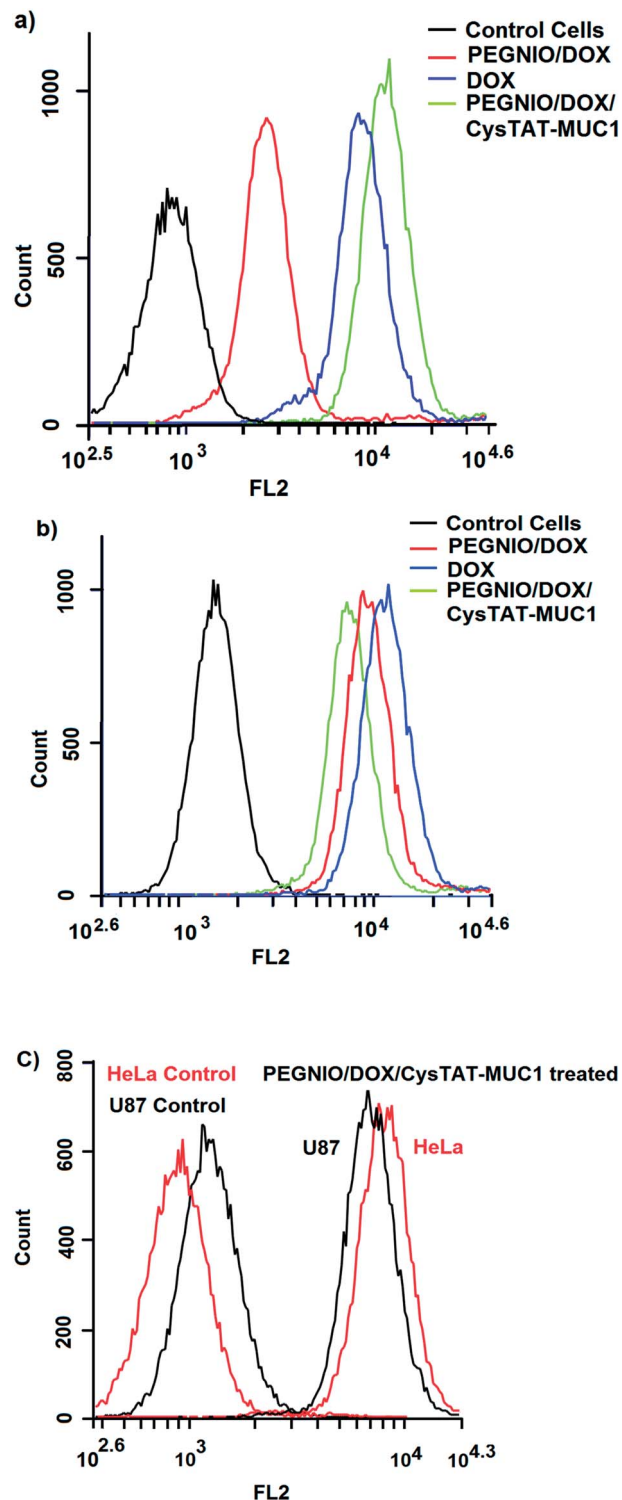 a)
Control Cells
PEGNIO/DOX
DOX
PEGNIO/DOX/
CysTAT-MUC1
1000
500
0
Count
10^2.5 10^3 10^4 10^4.6
FL2
b)
Control Cells
PEGNIO/DOX
DOX
PEGNIO/DOX/
CysTAT-MUC1
1000
500
0
Count
10^2.6 10^3 10^4 10^4.6
FL2
C)
HeLa Control
U87 Control
PEGNIO/DOX/CysTAT-MUC1 treated
U87
HeLa
800
600
400
200
0
Count
10^2.6 10^3 10^4 10^4.3
FL2